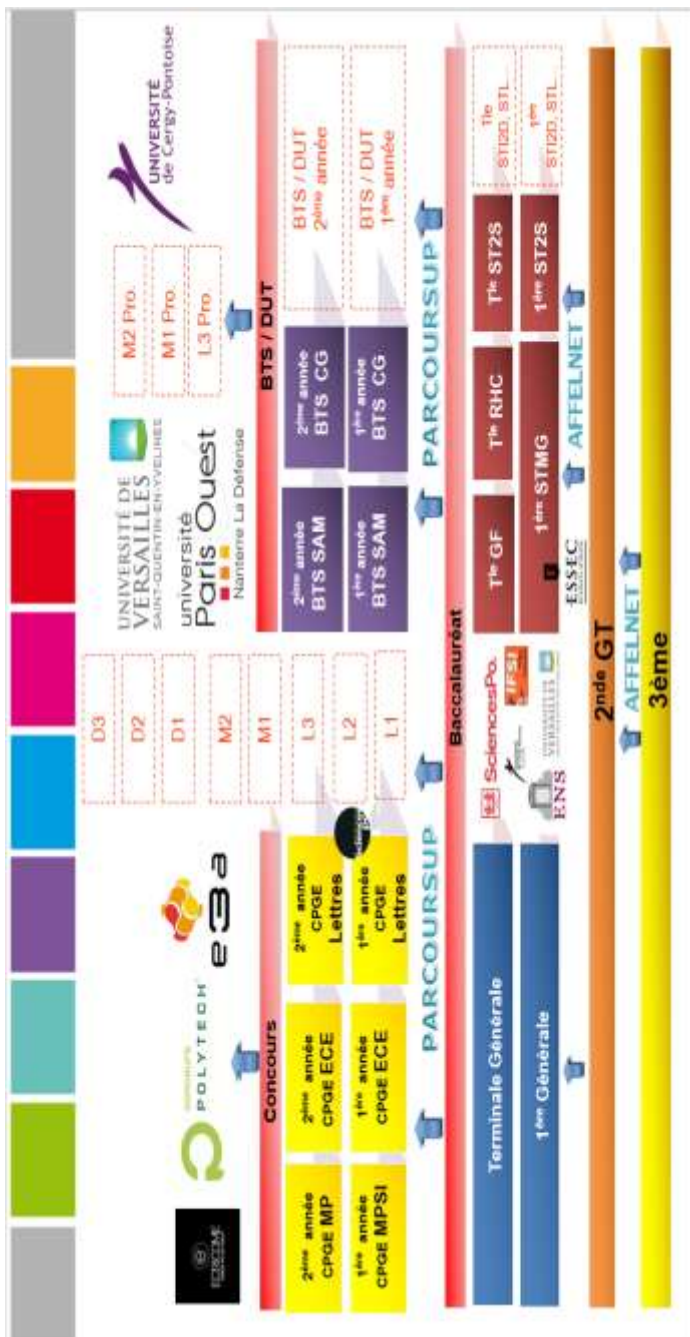 UNIVERSITÉ
de Cergy-Pontoise
UNIVERSITÉ DE
VERSAILLES
SAINT-QUENTIN-EN-YVELINES
M2 Pro.
université
Paris Ouest
Nanterre La Défense
M1 Pro.
L3 Pro.
D3
D2
D1
M2
M1
L3
L2
L1
POLYTECH
e3a
Concours
BTS / DUT
2ème année
CPGE MP
2ème année
CPGE ECE
2ème année
CPGE
Lettres
2ème année
BTS SAM
2ème année
BTS CG
BTS / DUT
2ème année
1ère année
CPGE MPSI
1ère année
CPGE ECE
1ère année
CPGE
Lettres
1ère année
BTS SAM
1ère année
BTS CG
BTS / DUT
1ère année
PARCOURSUP
PARCOURSUP
Baccalauréat
Terminale Générale
SciencesPo.
IFSI
Tle GF
Tle RHC
Tle ST2S
Tle
STI2D, STL..
1ère Générale
ENS
UNIVERSITÉ DE
VERSAILLES
1ère STMG
1ère ST2S
1ère
STI2D, STL..
ESSEC
AFFELNET
2nde GT
AFFELNET
3ème